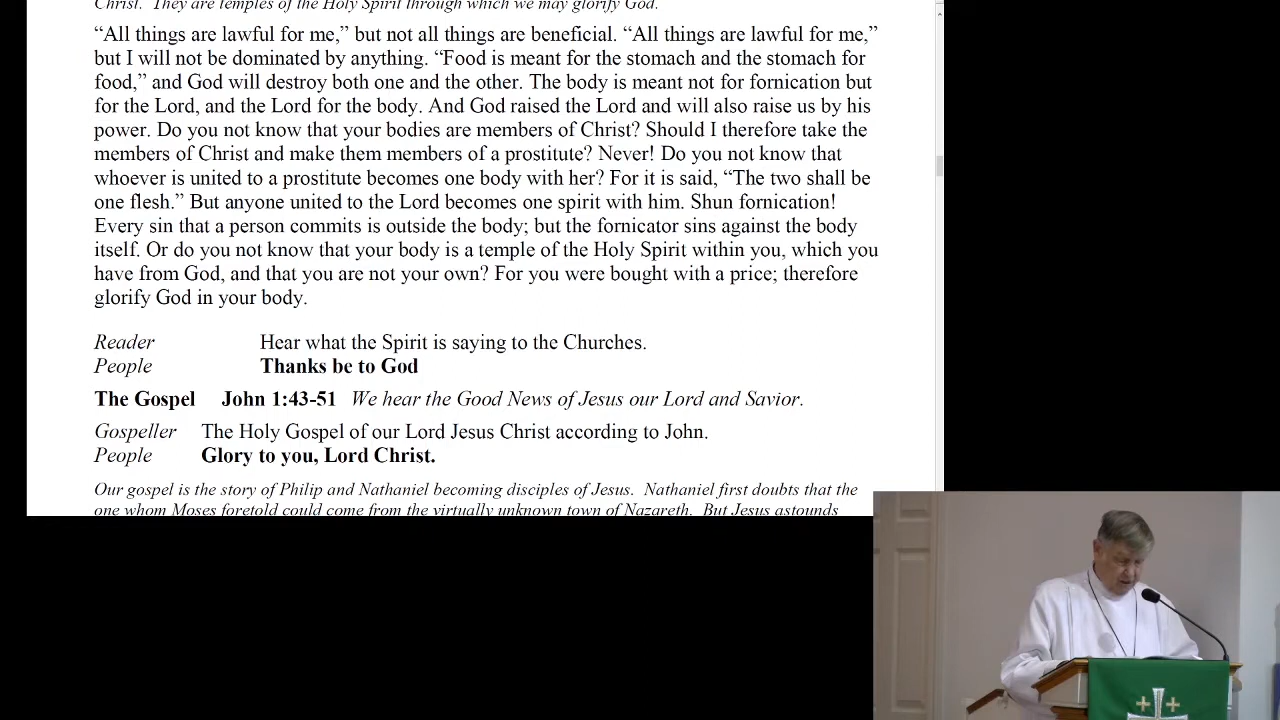 Christ. They are temples of the Holy Spirit through which we may glorify God.
“All things are lawful for me,” but not all things are beneficial. “All things are lawful for me,”
but I will not be dominated by anything. “Food is meant for the stomach and the stomach for
food,” and God will destroy both one and the other. The body is meant not for fornication but
for the Lord, and the Lord for the body. And God raised the Lord and will also raise us by his
power. Do you not know that your bodies are members of Christ? Should I therefore take the
members of Christ and make them members of a prostitute? Never! Do you not know that
whoever is united to a prostitute becomes one body with her? For it is said, “The two shall be
one flesh.” But anyone united to the Lord becomes one spirit with him. Shun fornication!
Every sin that a person commits is outside the body; but the fornicator sins against the body
itself. Or do you not know that your body is a temple of the Holy Spirit within you, which you
have from God, and that you are not your own? For you were bought with a price; therefore
glorify God in your body.
Reader Hear what the Spirit is saying to the Churches.
People Thanks be to God
The Gospel John 1:43-51 We hear the Good News of Jesus our Lord and Savior.
Gospeller The Holy Gospel of our Lord Jesus Christ according to John.
People Glory to you, Lord Christ.
Our gospel is the story of Philip and Nathaniel becoming disciples of Jesus. Nathaniel first doubts that the
one whom Moses foretold could come from the virtually unknown town of Nazareth. But Jesus astounds